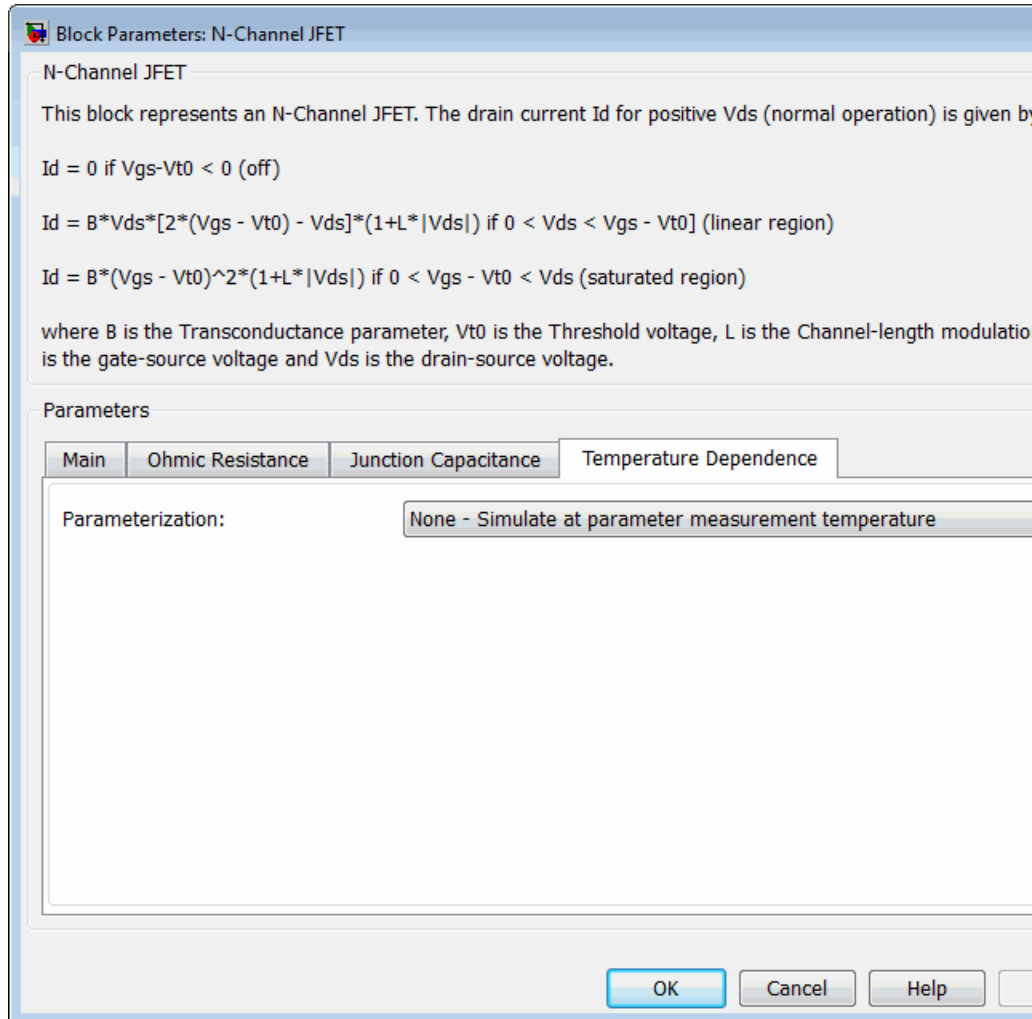 Block Parameters: N-Channel JFET
N-Channel JFET
This block represents an N-Channel JFET. The drain current Id for positive Vds (normal operation) is given by
Id = 0 if Vgs-Vt0 < 0 (off)
Id = B*Vds*[2*(Vgs - Vt0) - Vds]*(1+L*|Vds|) if 0 < Vds < Vgs - Vt0] (linear region)
Id = B*(Vgs - Vt0)^2*(1+L*|Vds|) if 0 < Vgs - Vt0 < Vds (saturated region)
where B is the Transconductance parameter, Vt0 is the Threshold voltage, L is the Channel-length modulatio
is the gate-source voltage and Vds is the drain-source voltage.
Parameters
Main Ohmic Resistance Junction Capacitance Temperature Dependence
Parameterization: None - Simulate at parameter measurement temperature
OK Cancel Help